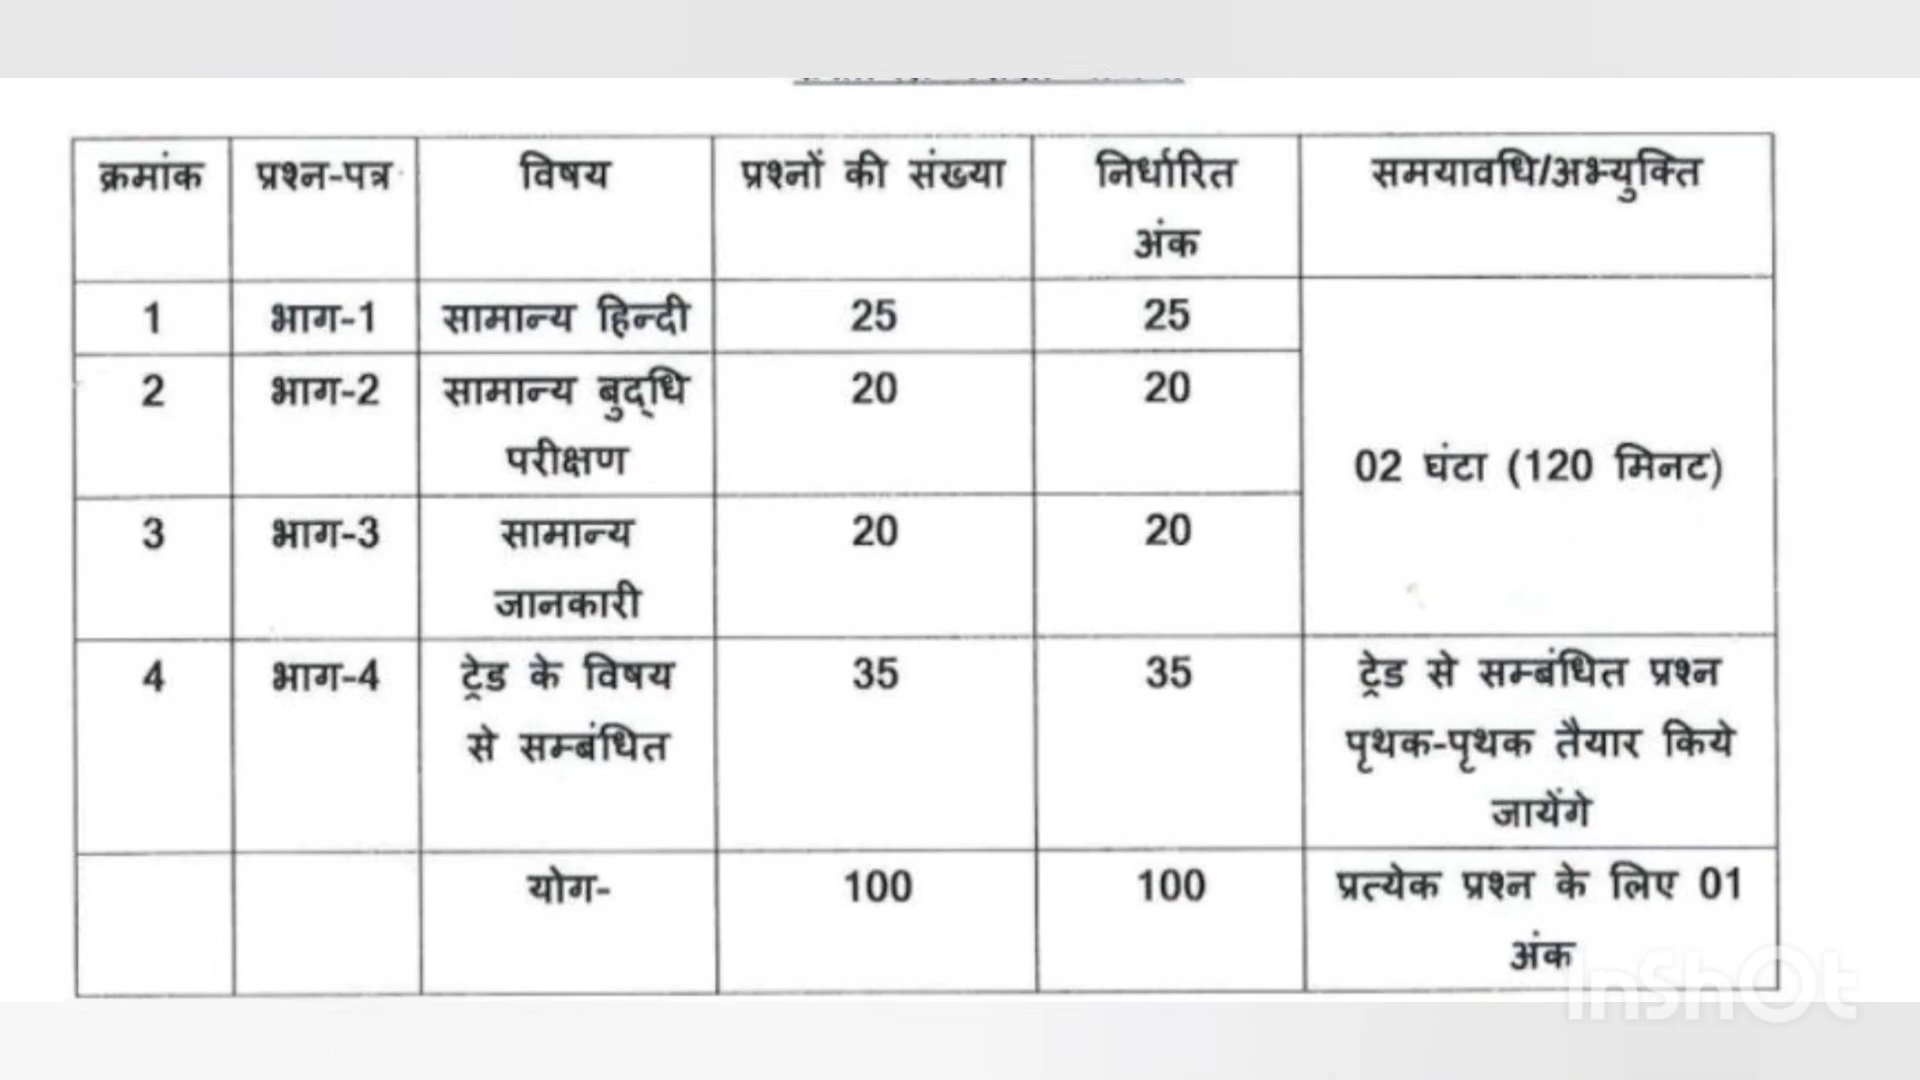 क्रमांक प्रश्न-पत्र विषय प्रश्नों की संख्या निर्धारित समयावधि/अभ्युक्ति
अंक
1 भाग-1 सामान्य हिन्दी 25 25
2 भाग-2 सामान्य बुद्धि 20 20
परीक्षण
02 घंटा (120 मिनट)
3 भाग-3 सामान्य 20 20
जानकारी
4 भाग-4 ट्रेड के विषय 35 35 ट्रेड से सम्बंधित प्रश्न
से सम्बंधित पृथक-पृथक तैयार किये
जायेंगे
योग- 100 100 प्रत्येक प्रश्न के लिए 01
अंक
InShOt